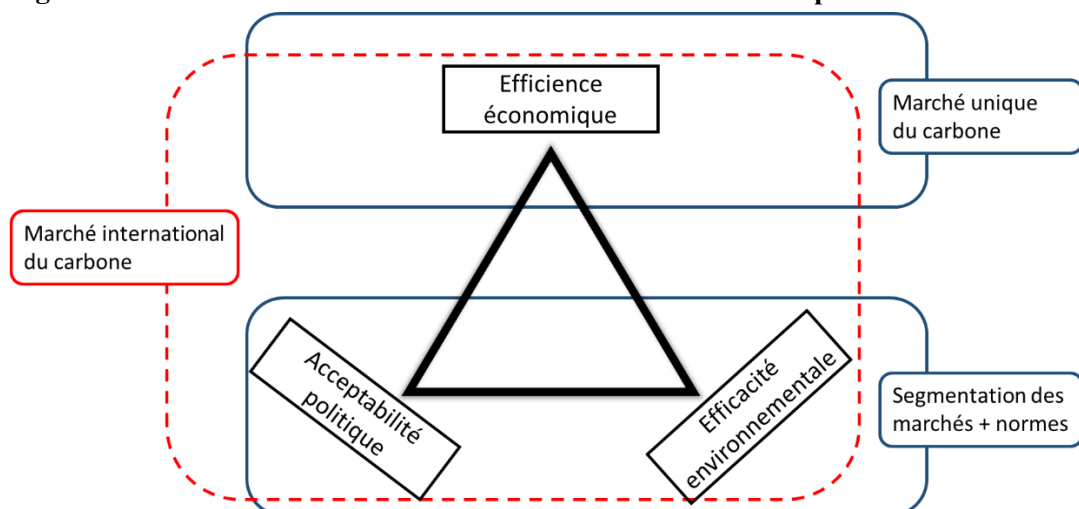 Efficience
économique
Marché unique
du carbone
Marché international
du carbone
Acceptabilité
politique
Efficacité
environnementale
Segmentation des
marchés + normes